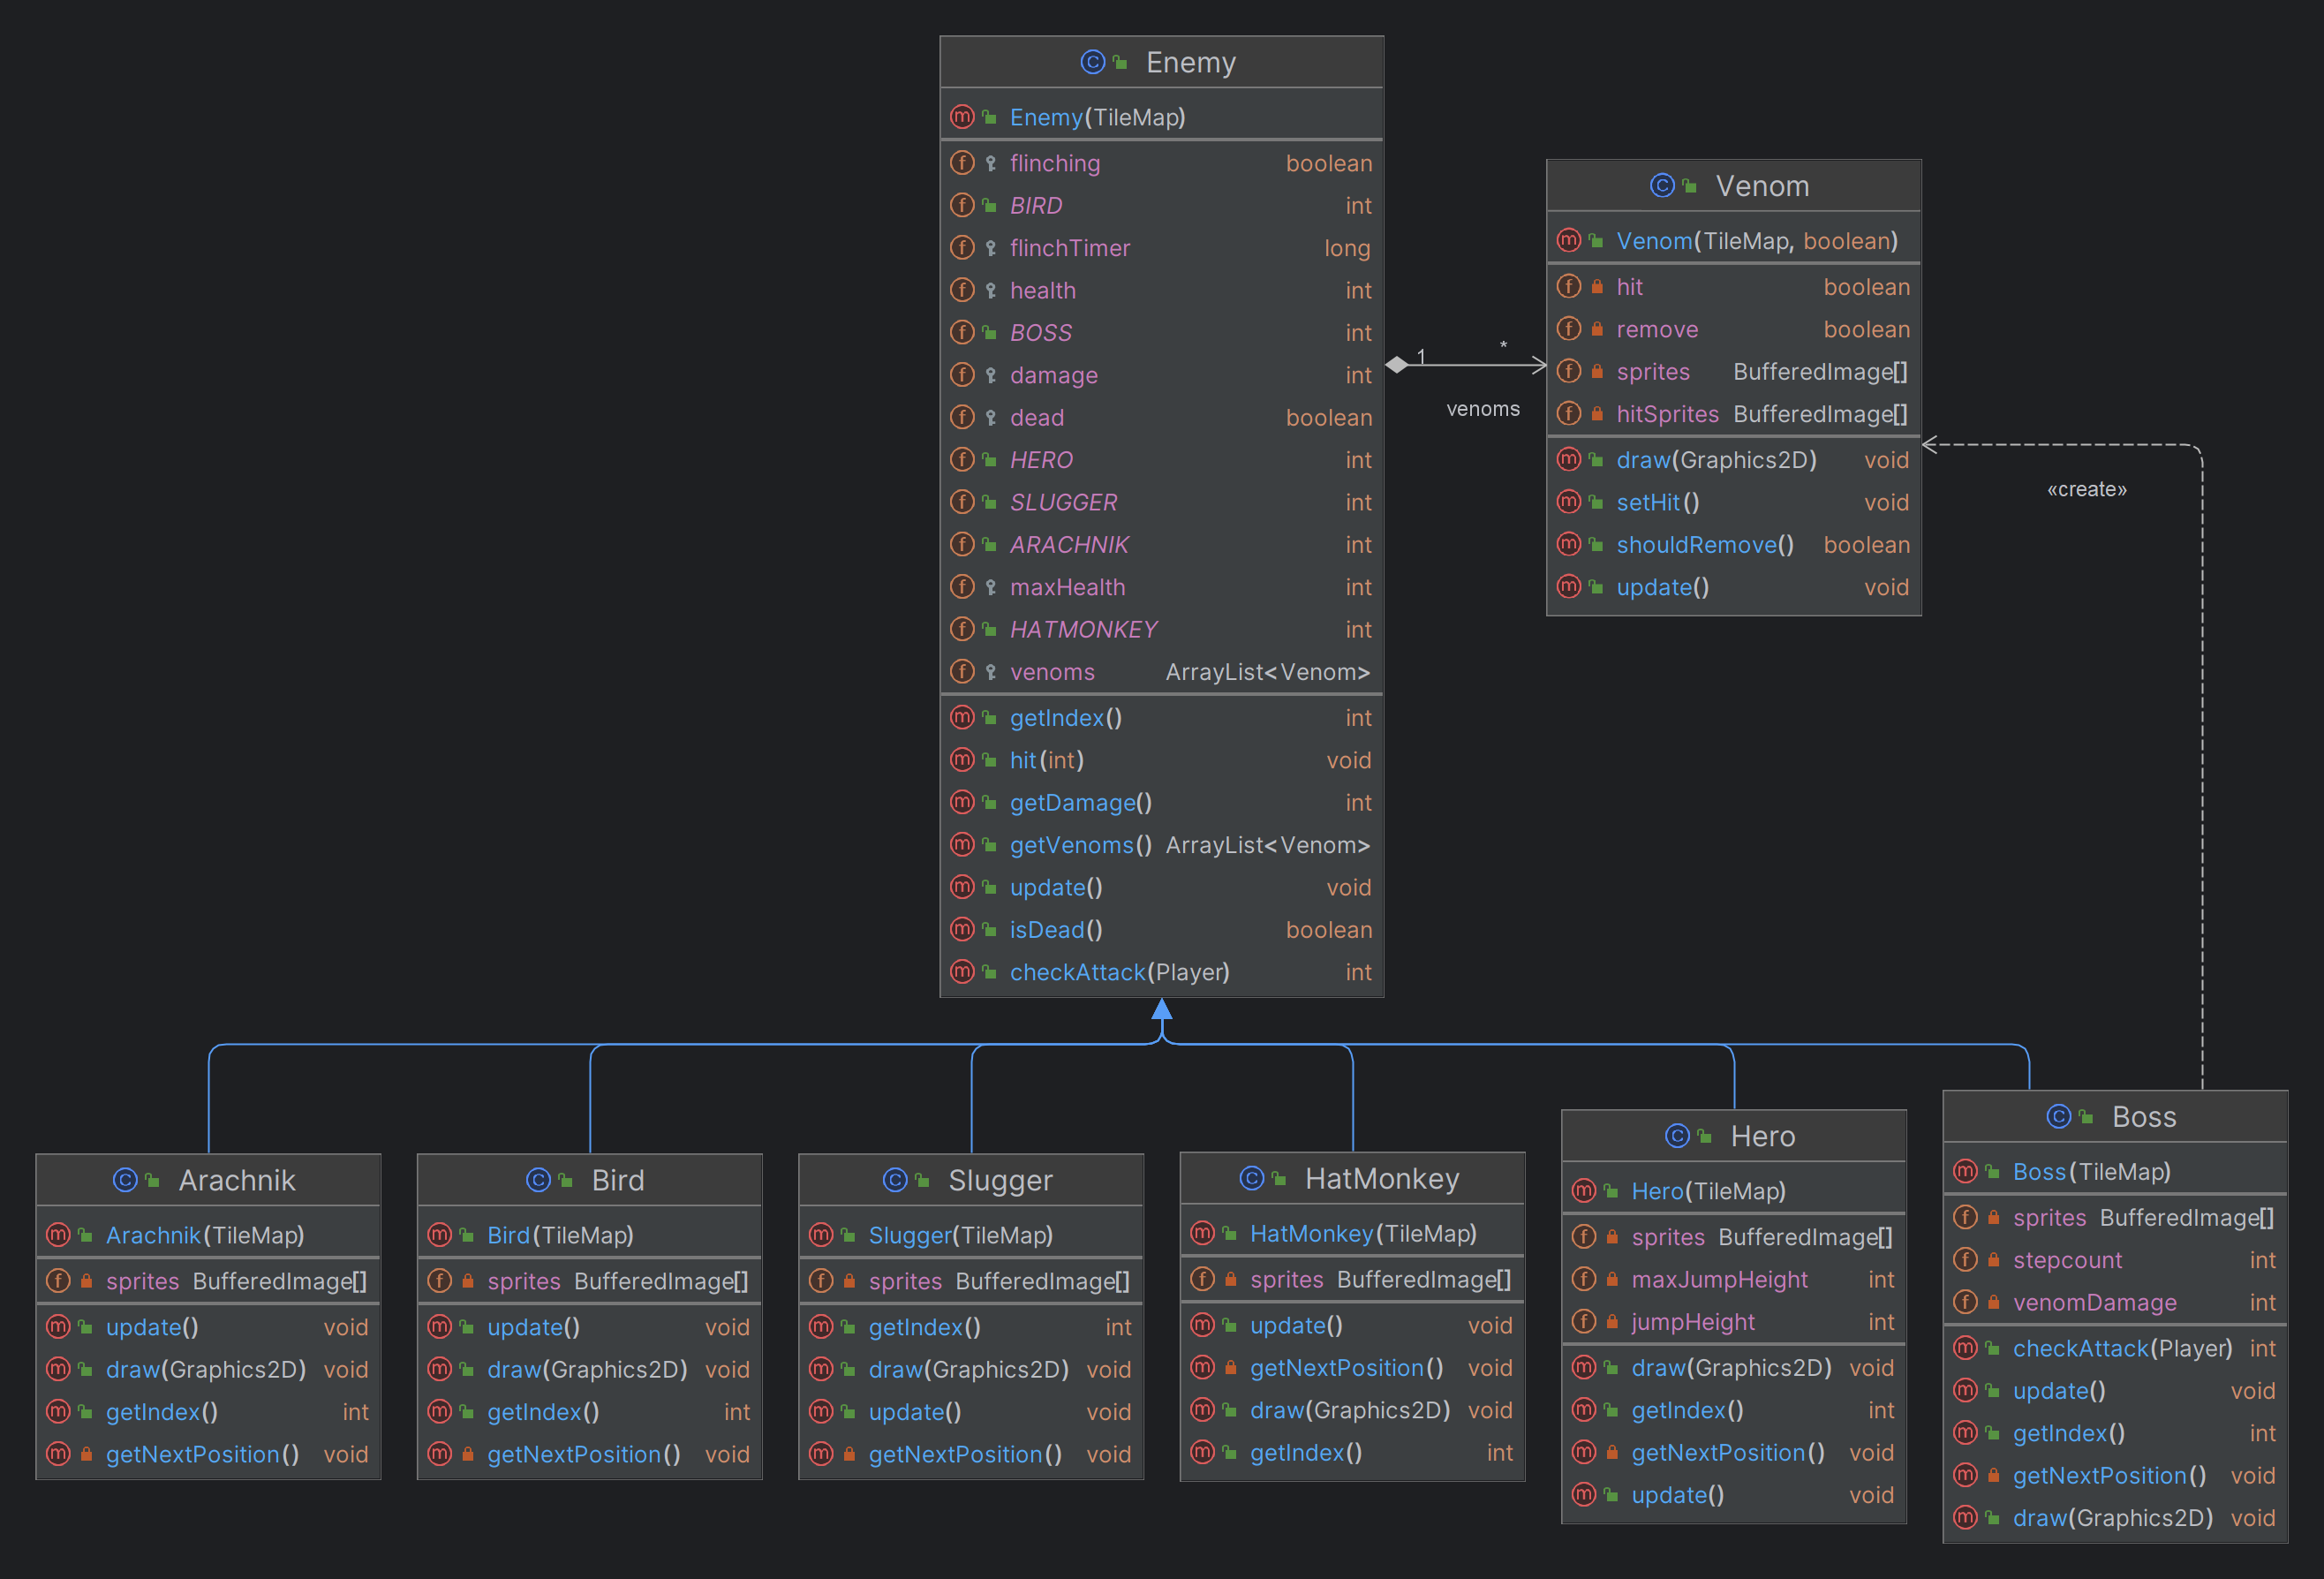 Enemy
Enemy(TileMap)
flinching boolean
BIRD int
flinchTimer long
health int
BOSS int
damage int
dead boolean
HERO int
SLUGGER int
ARACHNIK int
maxHealth int
HATMONKEY int
venoms ArrayList<Venom>
getIndex() int
hit(int) void
getDamage() int
getVenoms() ArrayList<Venom>
update() void
isDead() boolean
checkAttack(Player) int
1 *
venoms
Venom
Venom(TileMap, boolean)
hit boolean
remove boolean
sprites BufferedImage[]
hitSprites BufferedImage[]
draw(Graphics2D) void
setHit() void
shouldRemove() boolean
update() void
«create»
Arachnik
Arachnik(TileMap)
sprites BufferedImage[]
update() void
draw(Graphics2D) void
getIndex() int
getNextPosition() void
Bird
Bird(TileMap)
sprites BufferedImage[]
update() void
draw(Graphics2D) void
getIndex() int
getNextPosition() void
Slugger
Slugger(TileMap)
sprites BufferedImage[]
getIndex() int
draw(Graphics2D) void
update() void
getNextPosition() void
HatMonkey
HatMonkey(TileMap)
sprites BufferedImage[]
update() void
getNextPosition() void
draw(Graphics2D) void
getIndex() int
Hero
Hero(TileMap)
sprites BufferedImage[]
maxJumpHeight int
jumpHeight int
draw(Graphics2D) void
getIndex() int
getNextPosition() void
update() void
Boss
Boss(TileMap)
sprites BufferedImage[]
stepcount int
venomDamage int
checkAttack(Player) int
update() void
getIndex() int
getNextPosition() void
draw(Graphics2D) void